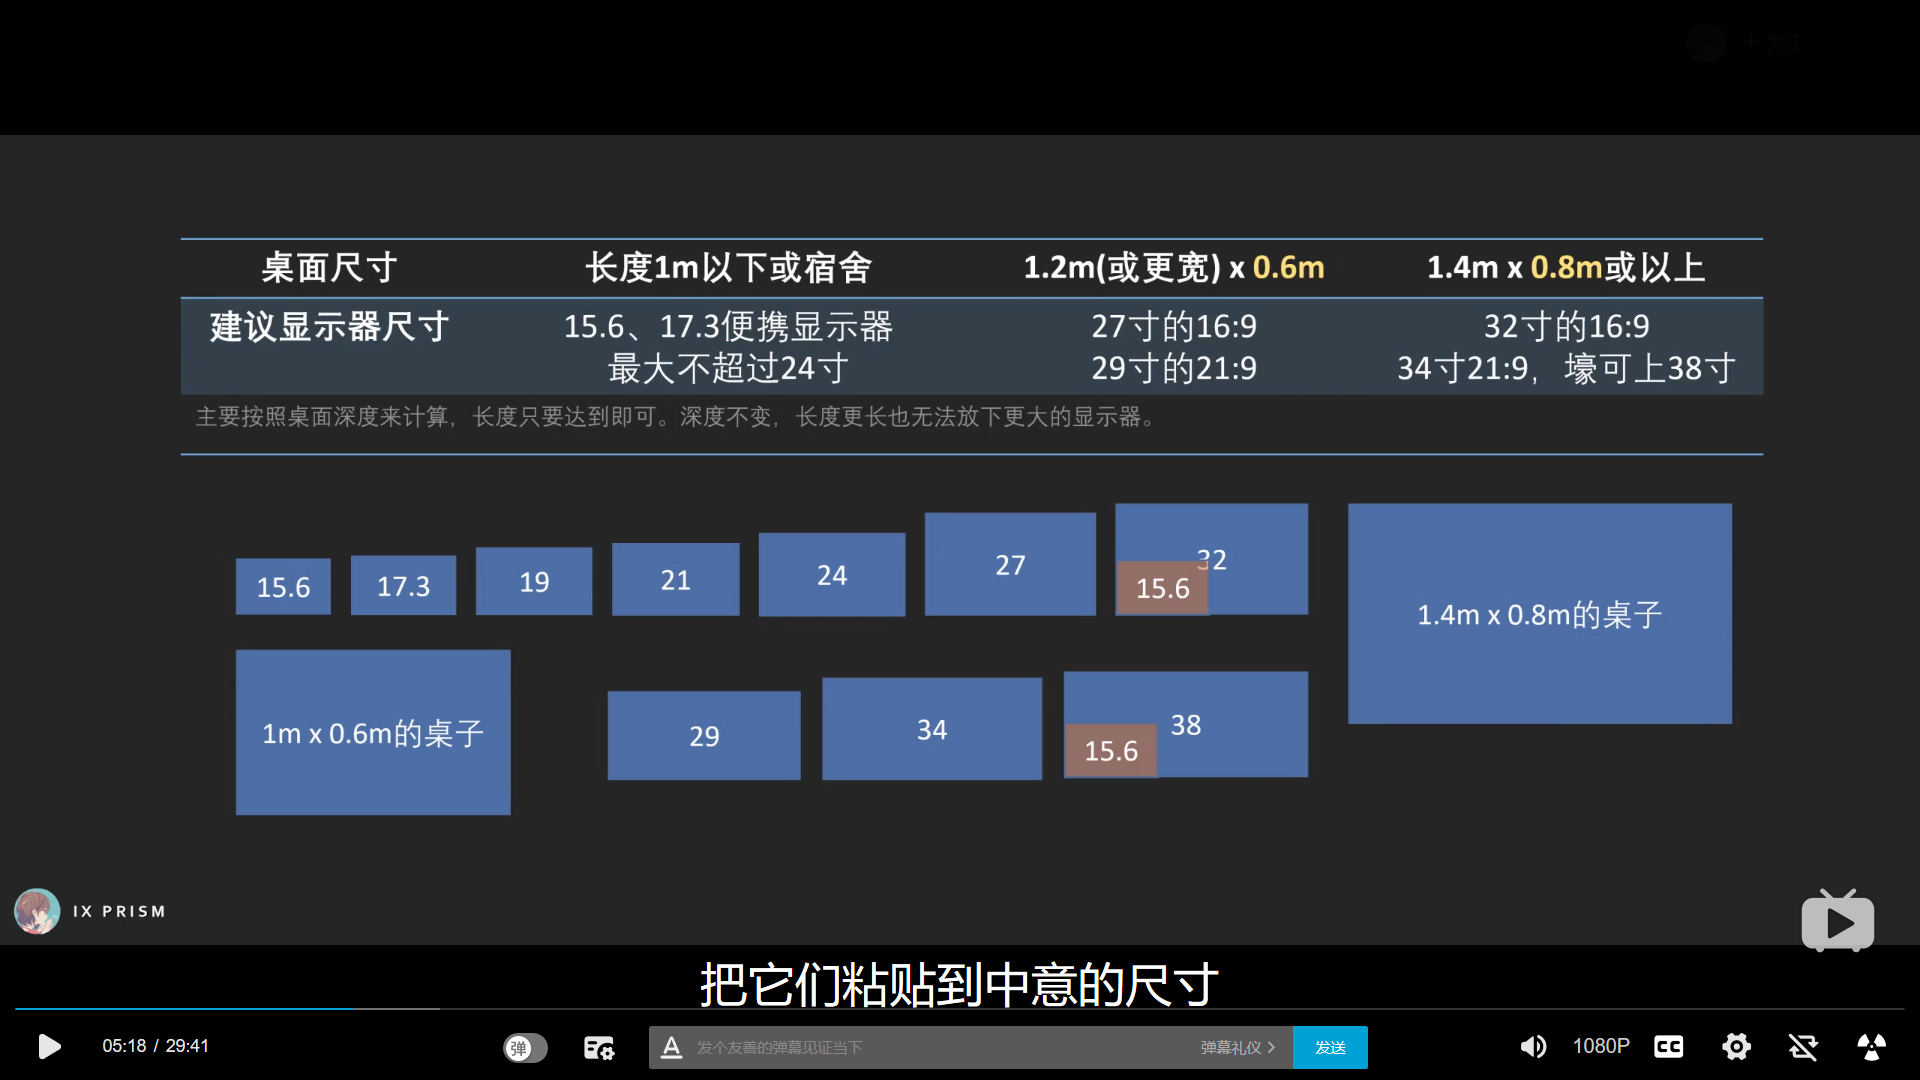 + 关注
桌面尺寸 长度1m以下或宿舍 1.2m(或更宽) x 0.6m 1.4m x 0.8m或以上
建议显示器尺寸 15.6、17.3便携显示器 27寸的16:9 32寸的16:9
最大不超过24寸 29寸的21:9 34寸21:9，壕可上38寸
主要按照桌面深度来计算，长度只要达到即可。深度不变，长度更长也无法放下更大的显示器。
15.6 17.3 19 21 24 27 32
15.6
1.4m x 0.8m的桌子
1m x 0.6m的桌子
29 34 38
15.6
IX PRISM
把它们粘贴到中意的尺寸
05:18 / 29:41
弹
A 发个友善的弹幕见证当下 弹幕礼仪 > 发送
1080P
CC